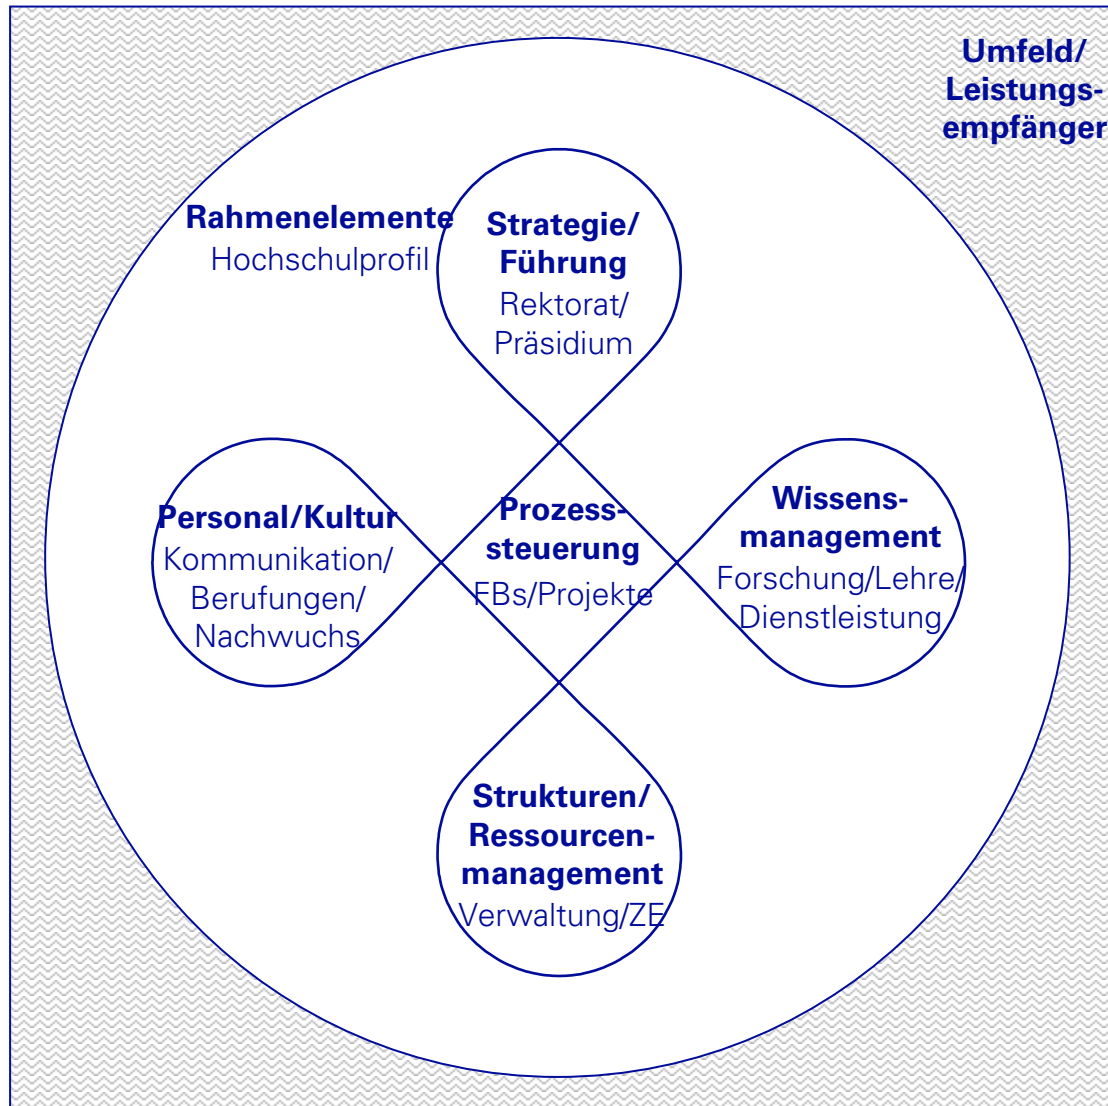 Umfeld/
Leistungs-
empfänger
Rahmenelemente
Hochschulprofil
Strategie/
Führung
Rektorat/
Präsidium
Personal/Kultur
Kommunikation/
Berufungen/
Nachwuchs
Prozess-
steuerung
FBs/Projekte
Wissens-
management
Forschung/Lehre/
Dienstleistung
Strukturen/
Ressourcen-
management
Verwaltung/ZE